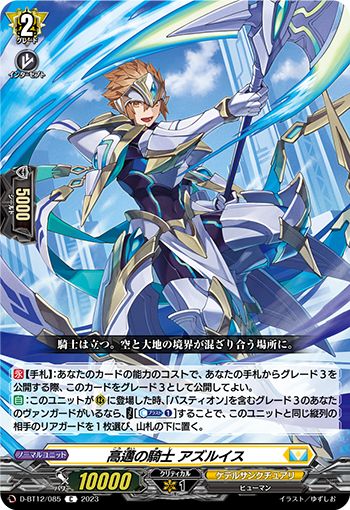 2
グレード
インターセプト
5000
シールド
騎士は立つ。空と大地の境界が混ざり合う場所に。
永【手札】:あなたのカードの能力のコストで、あなたの手札からグレード3を
公開する際、このカードをグレード3として公開してよい。
自:このユニットが(R)に登場した時、「バスティオン」を含むグレード3のあなたの
ヴァンガードがいるなら、【コスト】することで、このユニットと同じ縦列の
相手のリアガードを1枚選び、山札の下に置く。
ノーマルユニット
高邁の騎士 アズルイス
パワー 10000
クリティカル
1
ケテルサンクチュアリ
ヒューマン
D-BT12/085 C 2023
イラスト/ゆずしお